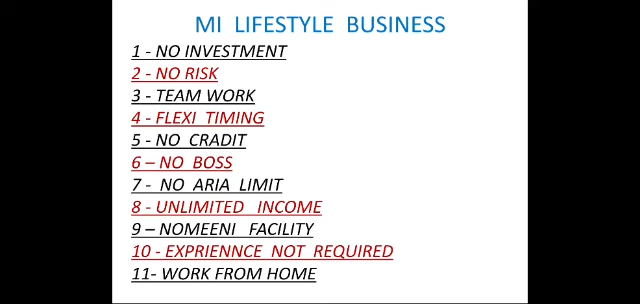 MI LIFESTYLE BUSINESS
1 - NO INVESTMENT
2 - NO RISK
3 - TEAM WORK
4 - FLEXI TIMING
5 - NO CRADIT
6 – NO BOSS
7 - NO ARIA LIMIT
8 - UNLIMITED INCOME
9 – NOMEENI FACILITY
10 - EXPRIENNCE NOT REQUIRED
11- WORK FROM HOME